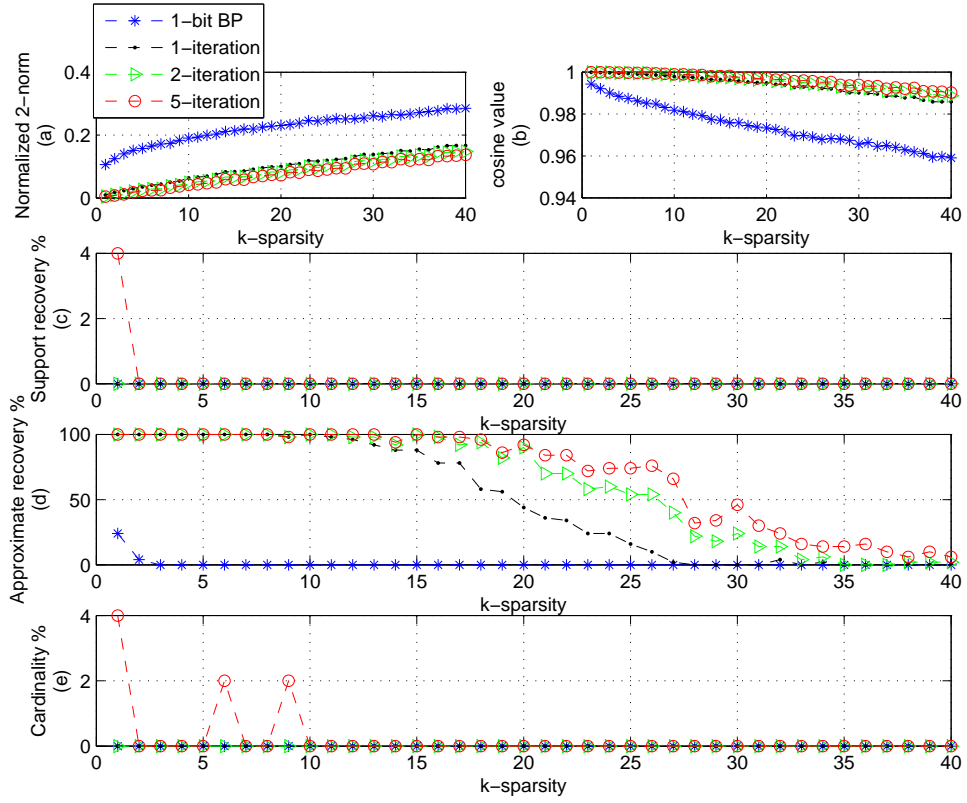 1−bit BP
1−iteration
2−iteration
5−iteration
Normalized 2−norm
(a)
0.4
0.2
0
0 10 20 30 40
k−sparsity
cosine value
(b)
1
0.98
0.96
0.94
0 10 20 30 40
k−sparsity
Support recovery %
(c)
4
2
0
0 5 10 15 20 25 30 35 40
k−sparsity
Approximate recovery %
(d)
100
50
0
0 5 10 15 20 25 30 35 40
k−sparsity
Cardinality %
(e)
4
2
0
0 5 10 15 20 25 30 35 40
k−sparsity